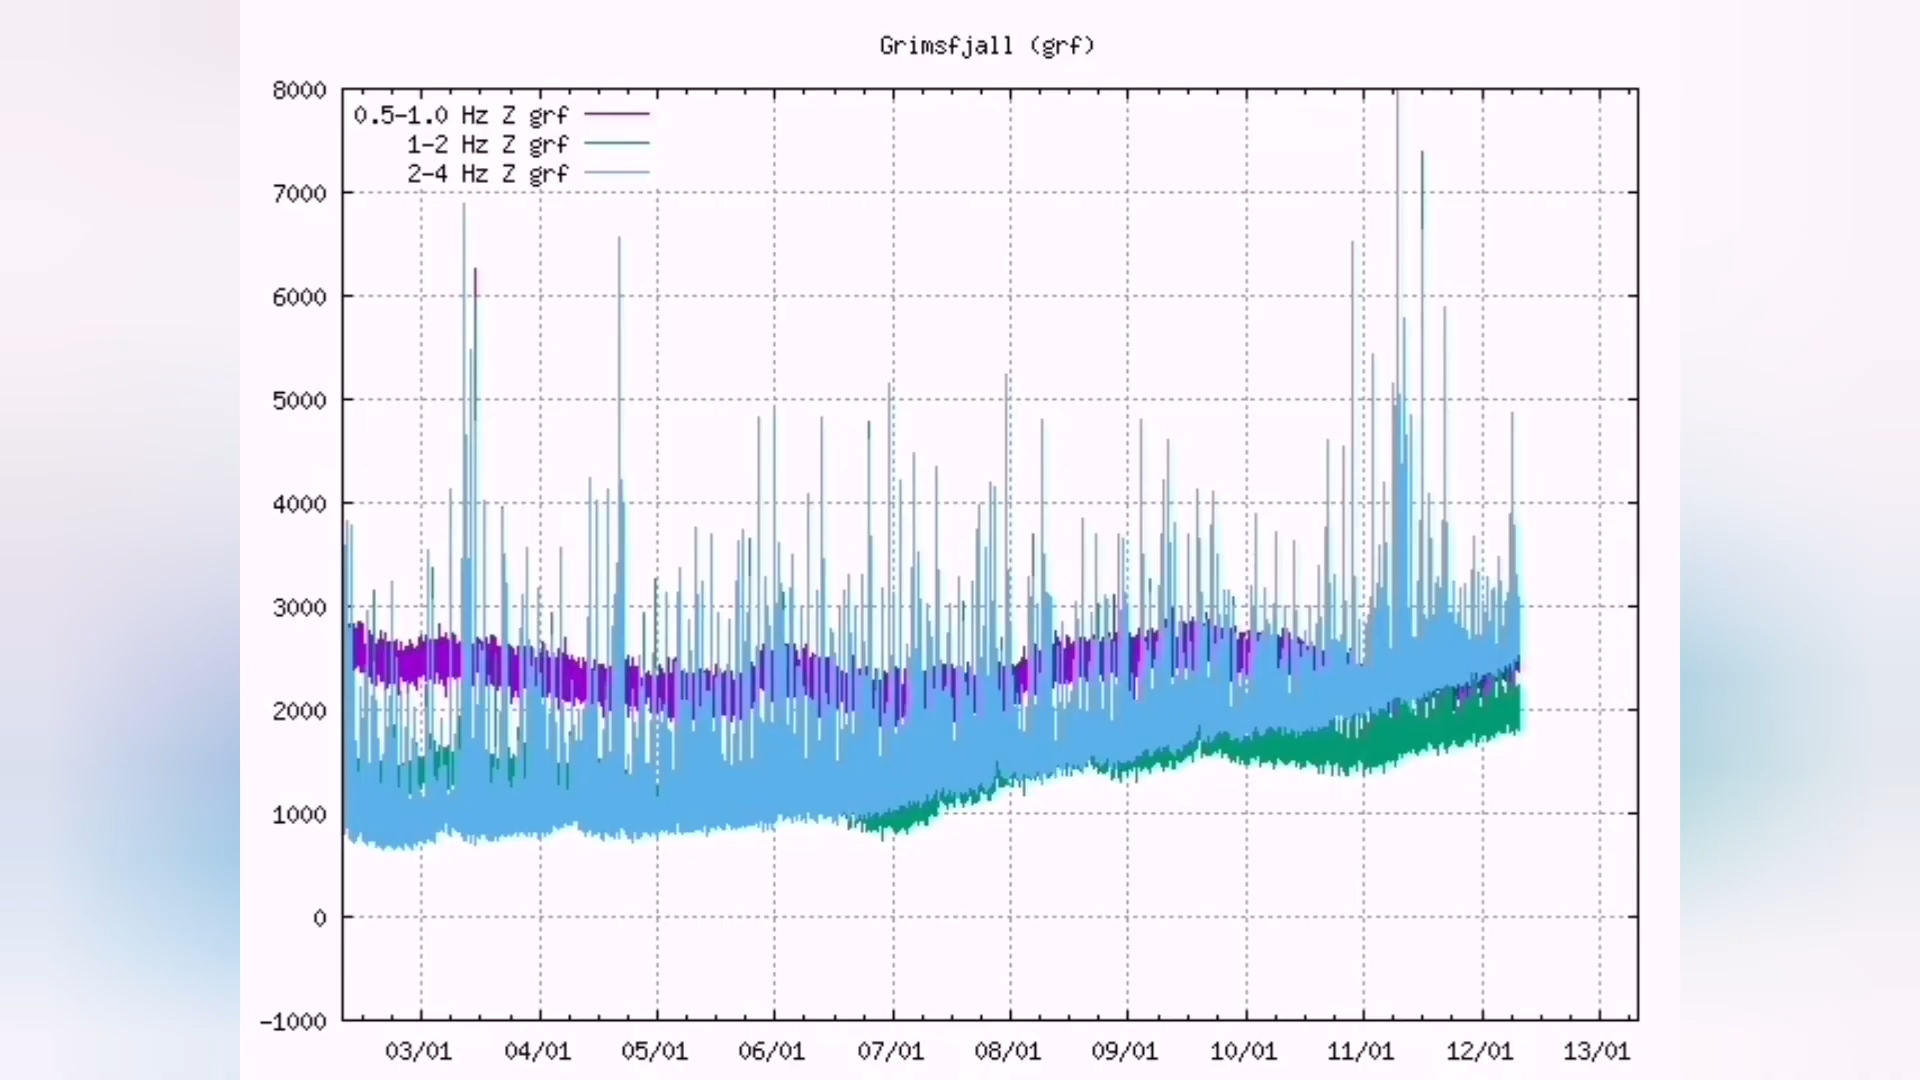 Grimsfjall (grf)
8000
0.5-1.0 Hz Z grf
1-2 Hz Z grf
2-4 Hz Z grf
7000
6000
5000
4000
3000
2000
1000
0
-1000
03/01 04/01 05/01 06/01 07/01 08/01 09/01 10/01 11/01 12/01 13/01